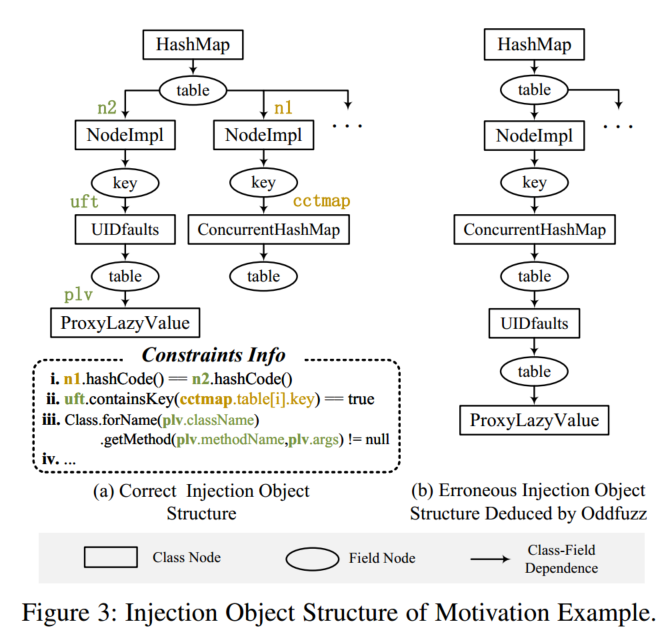 HashMap
table
n2
n1
NodeImpl
NodeImpl
. . .
key
key
uft
cctmap
UIDfaults
ConcurrentHashMap
table
table
plv
ProxyLazyValue
Constraints Info
i. n1.hashCode() == n2.hashCode()
ii. uft.containsKey(cctmap.table[i].key) == true
iii. Class.forName(plv.className)
.getMethod(plv.methodName,plv.args) != null
iv. ...
(a) Correct Injection Object
Structure
HashMap
table
NodeImpl
. . .
key
ConcurrentHashMap
table
UIDfaults
table
ProxyLazyValue
(b) Erroneous Injection Object
Structure Deduced by Oddfuzz
Class Node
Field Node
Class-Field
Dependence
Figure 3: Injection Object Structure of Motivation Example.